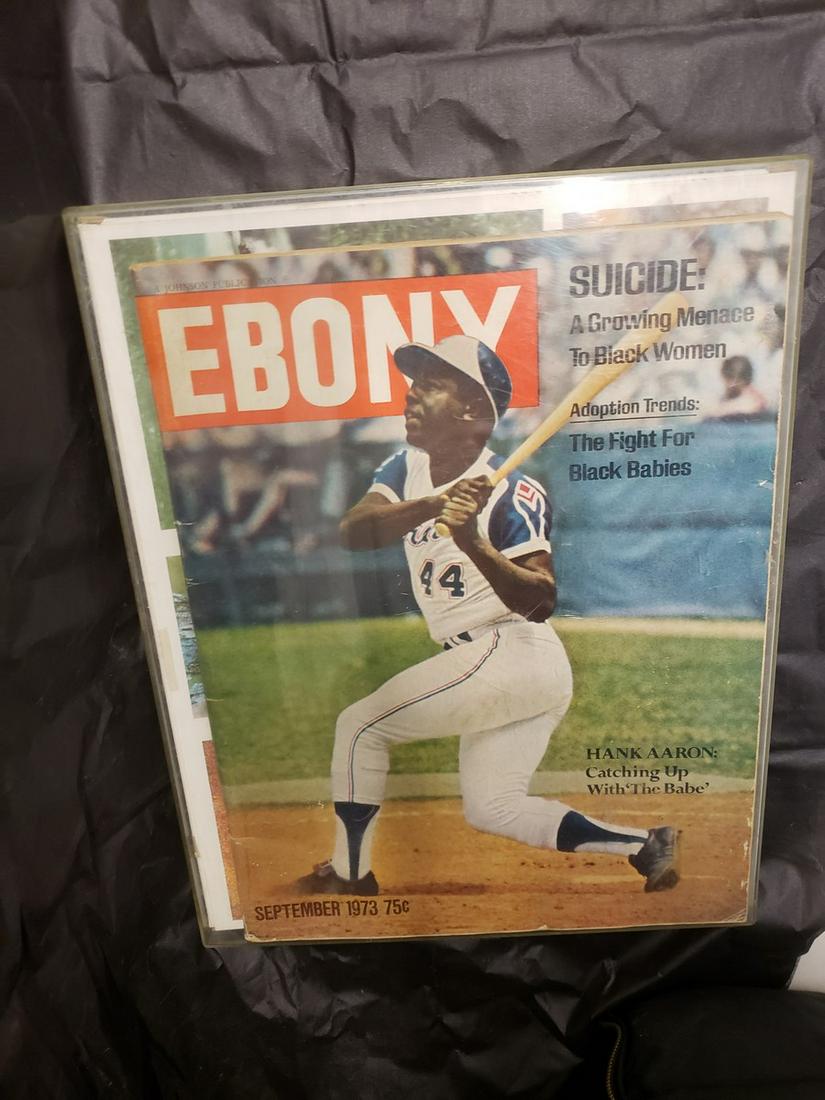 A JOHNSON PUBLICATION
EBONY
SUICIDE:
A Growing Menace
To Black Women
Adoption Trends:
The Fight For
Black Babies
44
HANK AARON:
Catching Up
With 'The Babe'
SEPTEMBER 1973 75¢